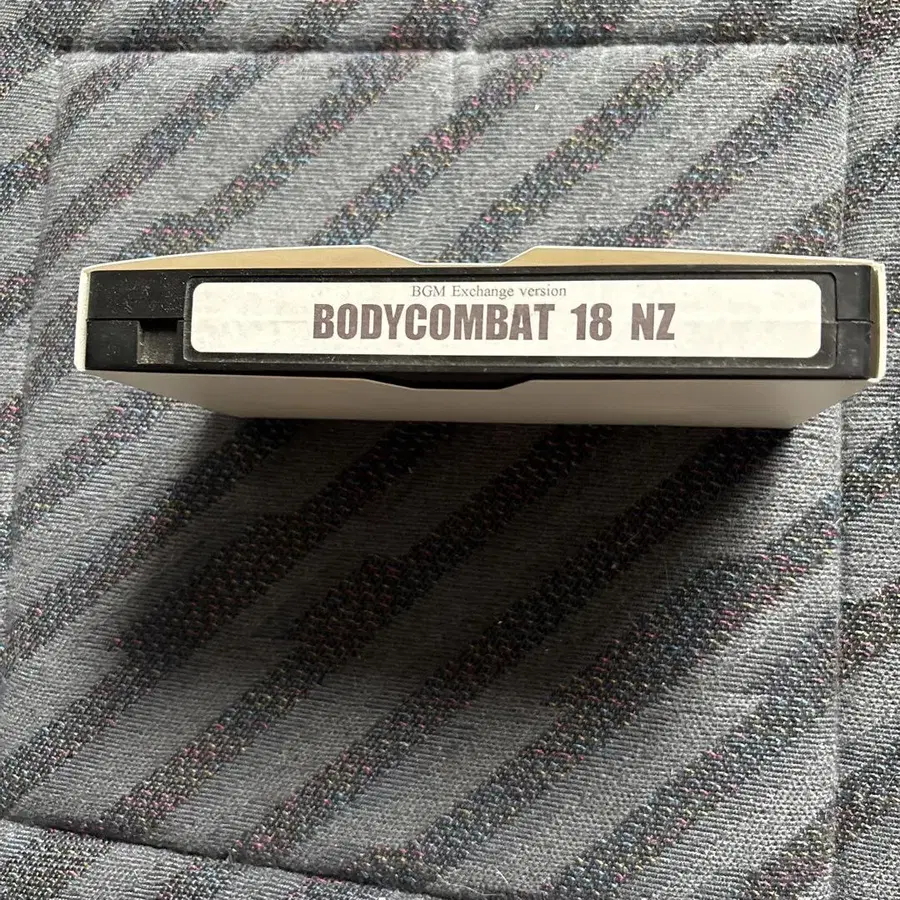 BGM Exchange version
BODYCOMBAT 18 NZ